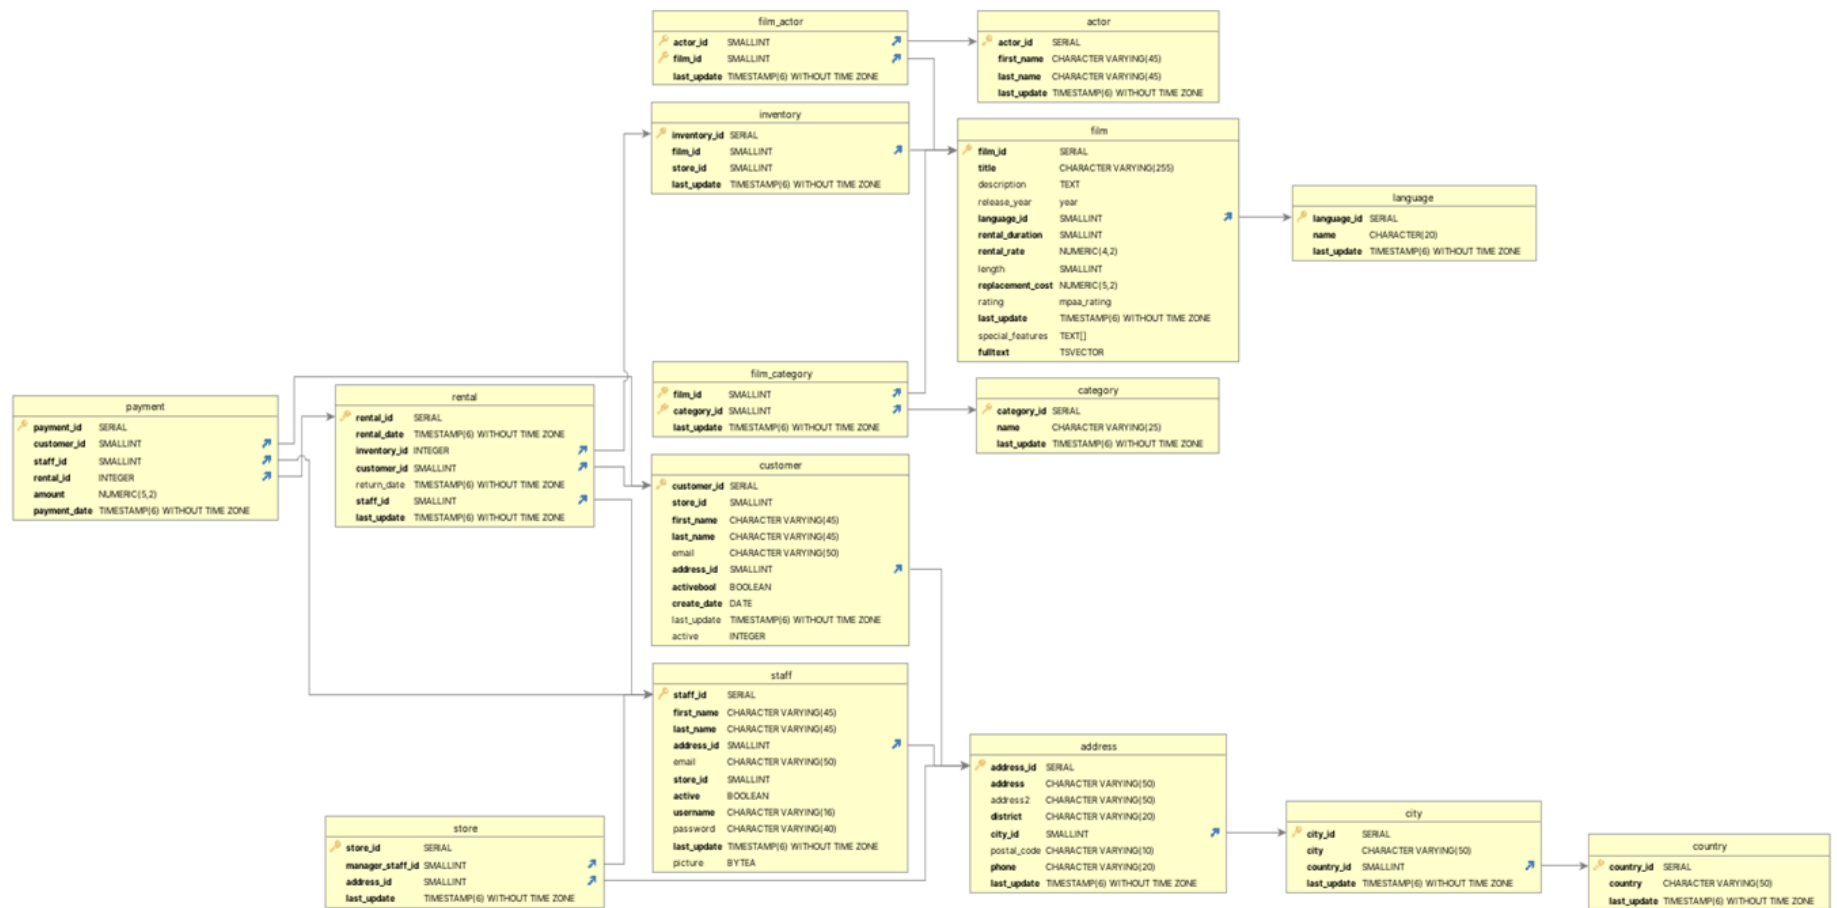 film_actor
actor_id SMALLINT
film_id SMALLINT
last_update TIMESTAMP(6) WITHOUT TIME ZONE
actor
actor_id SERIAL
first_name CHARACTER VARYING(45)
last_name CHARACTER VARYING(45)
last_update TIMESTAMP(6) WITHOUT TIME ZONE
inventory
inventory_id SERIAL
film_id SMALLINT
store_id SMALLINT
last_update TIMESTAMP(6) WITHOUT TIME ZONE
film
film_id SERIAL
title CHARACTER VARYING(255)
description TEXT
release_year year
language_id SMALLINT
rental_duration SMALLINT
rental_rate NUMERIC(4,2)
length SMALLINT
replacement_cost NUMERIC(5,2)
rating mpaa_rating
last_update TIMESTAMP(6) WITHOUT TIME ZONE
special_features TEXT[]
fulltext TSVECTOR
language
language_id SERIAL
name CHARACTER(20)
last_update TIMESTAMP(6) WITHOUT TIME ZONE
film_category
film_id SMALLINT
category_id SMALLINT
last_update TIMESTAMP(6) WITHOUT TIME ZONE
category
category_id SERIAL
name CHARACTER VARYING(25)
last_update TIMESTAMP(6) WITHOUT TIME ZONE
payment
payment_id SERIAL
customer_id SMALLINT
staff_id SMALLINT
rental_id INTEGER
amount NUMERIC(5,2)
payment_date TIMESTAMP(6) WITHOUT TIME ZONE
rental
rental_id SERIAL
rental_date TIMESTAMP(6) WITHOUT TIME ZONE
inventory_id INTEGER
customer_id SMALLINT
return_date TIMESTAMP(6) WITHOUT TIME ZONE
staff_id SMALLINT
last_update TIMESTAMP(6) WITHOUT TIME ZONE
customer
customer_id SERIAL
store_id SMALLINT
first_name CHARACTER VARYING(45)
last_name CHARACTER VARYING(45)
email CHARACTER VARYING(50)
address_id SMALLINT
activebool BOOLEAN
create_date DATE
last_update TIMESTAMP(6) WITHOUT TIME ZONE
active INTEGER
staff
staff_id SERIAL
first_name CHARACTER VARYING(45)
last_name CHARACTER VARYING(45)
address_id SMALLINT
email CHARACTER VARYING(50)
store_id SMALLINT
active BOOLEAN
username CHARACTER VARYING(16)
password CHARACTER VARYING(40)
last_update TIMESTAMP(6) WITHOUT TIME ZONE
picture BYTEA
store
store_id SERIAL
manager_staff_id SMALLINT
address_id SMALLINT
last_update TIMESTAMP(6) WITHOUT TIME ZONE
address
address_id SERIAL
address CHARACTER VARYING(50)
address2 CHARACTER VARYING(50)
district CHARACTER VARYING(20)
city_id SMALLINT
postal_code CHARACTER VARYING(10)
phone CHARACTER VARYING(20)
last_update TIMESTAMP(6) WITHOUT TIME ZONE
city
city_id SERIAL
city CHARACTER VARYING(50)
country_id SMALLINT
last_update TIMESTAMP(6) WITHOUT TIME ZONE
country
country_id SERIAL
country CHARACTER VARYING(50)
last_update TIMESTAMP(6) WITHOUT TIME ZONE